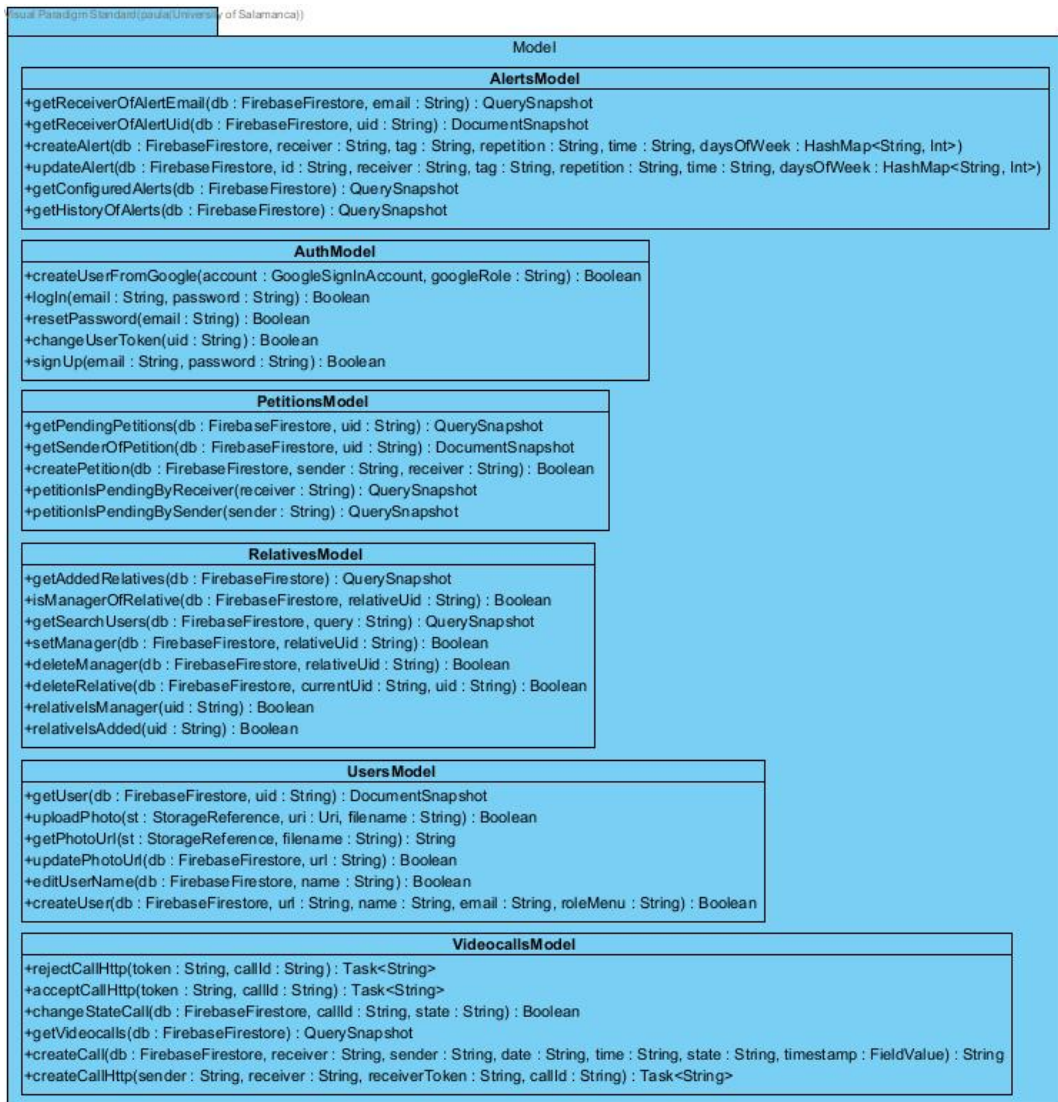 Visual Paradigm Standard(paula(University of Salamanca))
Model
AlertsModel
+getReceiverOfAlertEmail(db : FirebaseFirestore, email : String) : QuerySnapshot
+getReceiverOfAlertUid(db : FirebaseFirestore, uid : String) : DocumentSnapshot
+createAlert(db : FirebaseFirestore, receiver : String, tag : String, repetition : String, time : String, daysOfWeek : HashMap<String, Int>)
+updateAlert(db : FirebaseFirestore, id : String, receiver : String, tag : String, repetition : String, time : String, daysOfWeek : HashMap<String, Int>)
+getConfiguredAlerts(db : FirebaseFirestore) : QuerySnapshot
+getHistoryOfAlerts(db : FirebaseFirestore) : QuerySnapshot
AuthModel
+createUserFromGoogle(account : GoogleSignInAccount, googleRole : String) : Boolean
+logIn(email : String, password : String) : Boolean
+resetPassword(email : String) : Boolean
+changeUserToken(uid : String) : Boolean
+signUp(email : String, password : String) : Boolean
PetitionsModel
+getPendingPetitions(db : FirebaseFirestore, uid : String) : QuerySnapshot
+getSenderOfPetition(db : FirebaseFirestore, uid : String) : DocumentSnapshot
+createPetition(db : FirebaseFirestore, sender : String, receiver : String) : Boolean
+petitionIsPendingByReceiver(receiver : String) : QuerySnapshot
+petitionIsPendingBySender(sender : String) : QuerySnapshot
RelativesModel
+getAddedRelatives(db : FirebaseFirestore) : QuerySnapshot
+isManagerOfRelative(db : FirebaseFirestore, relativeUid : String) : Boolean
+getSearchUsers(db : FirebaseFirestore, query : String) : QuerySnapshot
+setManager(db : FirebaseFirestore, relativeUid : String) : Boolean
+deleteManager(db : FirebaseFirestore, relativeUid : String) : Boolean
+deleteRelative(db : FirebaseFirestore, currentUid : String, uid : String) : Boolean
+relativeIsManager(uid : String) : Boolean
+relativeIsAdded(uid : String) : Boolean
UsersModel
+getUser(db : FirebaseFirestore, uid : String) : DocumentSnapshot
+uploadPhoto(st : StorageReference, uri : Uri, filename : String) : Boolean
+getPhotoUrl(st : StorageReference, filename : String) : String
+updatePhotoUrl(db : FirebaseFirestore, url : String) : Boolean
+editUserName(db : FirebaseFirestore, name : String) : Boolean
+createUser(db : FirebaseFirestore, url : String, name : String, email : String, roleMenu : String) : Boolean
VideocallsModel
+rejectCallHttp(token : String, callId : String) : Task<String>
+acceptCallHttp(token : String, callId : String) : Task<String>
+changeStateCall(db : FirebaseFirestore, callId : String, state : String) : Boolean
+getVideocalls(db : FirebaseFirestore) : QuerySnapshot
+createCall(db : FirebaseFirestore, receiver : String, sender : String, date : String, time : String, state : String, timestamp : FieldValue) : String
+createCallHttp(sender : String, receiver : String, receiverToken : String, callId : String) : Task<String>